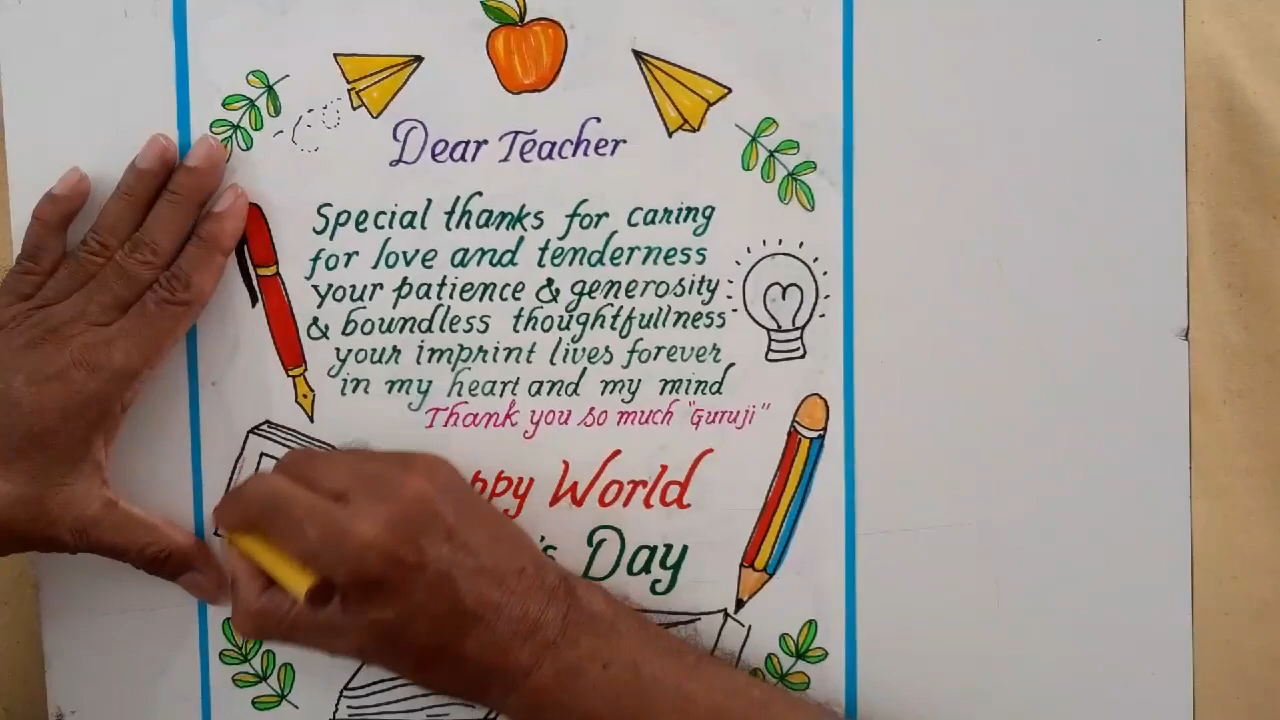 Dear Teacher
Special thanks for caring
for love and tenderness
your patience & generosity
& boundless thoughtfullness
your imprint lives forever
in my heart and my mind
Thank you so much "Guruji"
ppy World
's Day